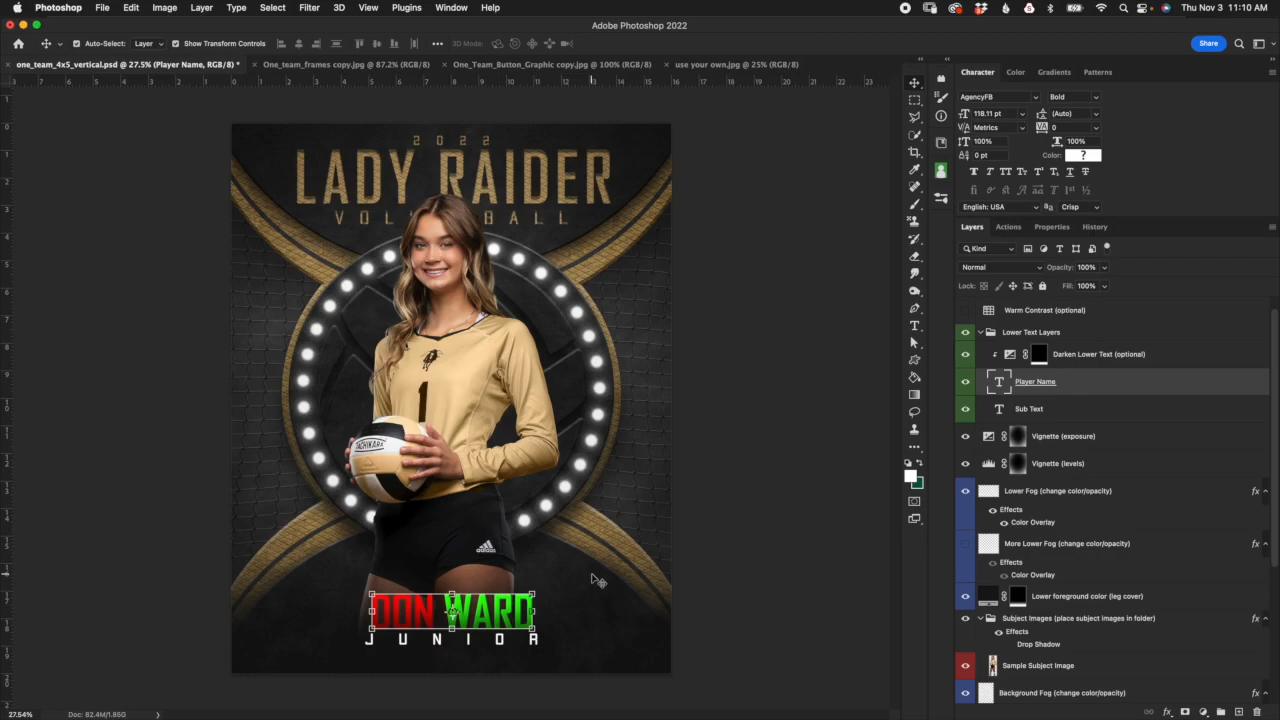 Photoshop File Edit Image Layer Type Select Filter 3D View Plugins Window Help
Thu Nov 3 11:10 AM
Adobe Photoshop 2022
Auto-Select: Layer Show Transform Controls 3D Mode: Share
one_team_4x5_vertical.psd @ 27.5% (Player Name, RGB/8) * One_team_frames copy.jpg @ 87.2% (RGB/8) One_Team_Button_Graphic copy.jpg @ 100% (RGB/8) use your own.jpg @ 25% (RGB/8)
Character Color Gradients Patterns
AgencyFB Bold
118.11 pt (Auto)
Metrics 0
100% 100%
0 pt Color: ?
English: USA Crisp
Layers Actions Properties History
Kind
Normal Opacity: 100%
Lock: Fill: 100%
Warm Contrast (optional)
Lower Text Layers
Darken Lower Text (optional)
Player Name
Sub Text
Vignette (exposure)
Vignette (levels)
Lower Fog (change color/opacity)
Effects
Color Overlay
More Lower Fog (change color/opacity)
Effects
Color Overlay
Lower foreground color (leg cover)
Subject Images (place subject images in folder)
Effects
Drop Shadow
Sample Subject Image
Background Fog (change color/opacity)
2022
LADY RAIDER
VOLL BALL
1
TACHIKARA
adidas
DON WARD
JUNIOR
27.54% Doc: 82.4M/1.85G